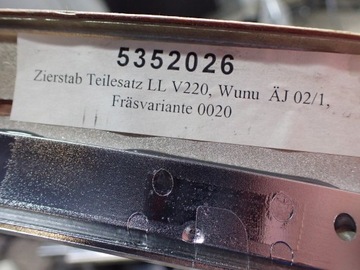 5352026
Zierstab Teilesatz LL V220, Wunu ÄJ 02/1,
Fräsvariante 0020